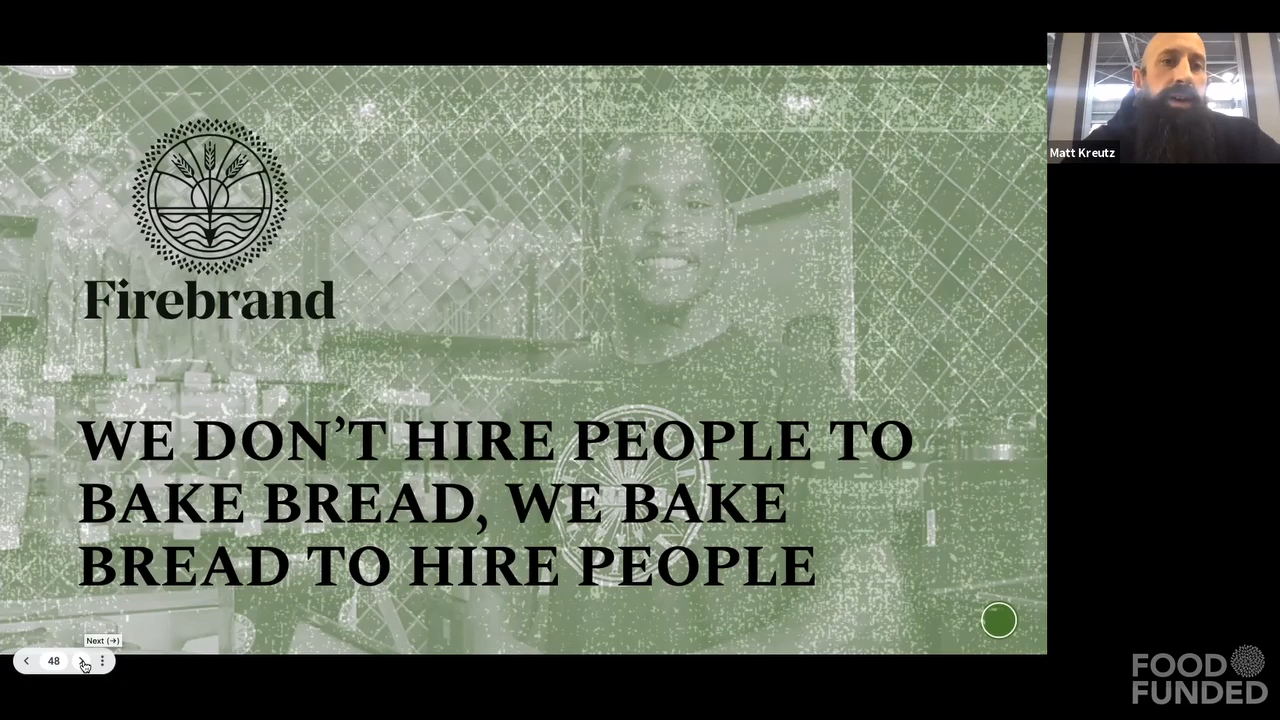 Matt Kreutz
Firebrand
WE DON’T HIRE PEOPLE TO
BAKE BREAD, WE BAKE
BREAD TO HIRE PEOPLE
Next (→)
48
FOOD
FUNDED